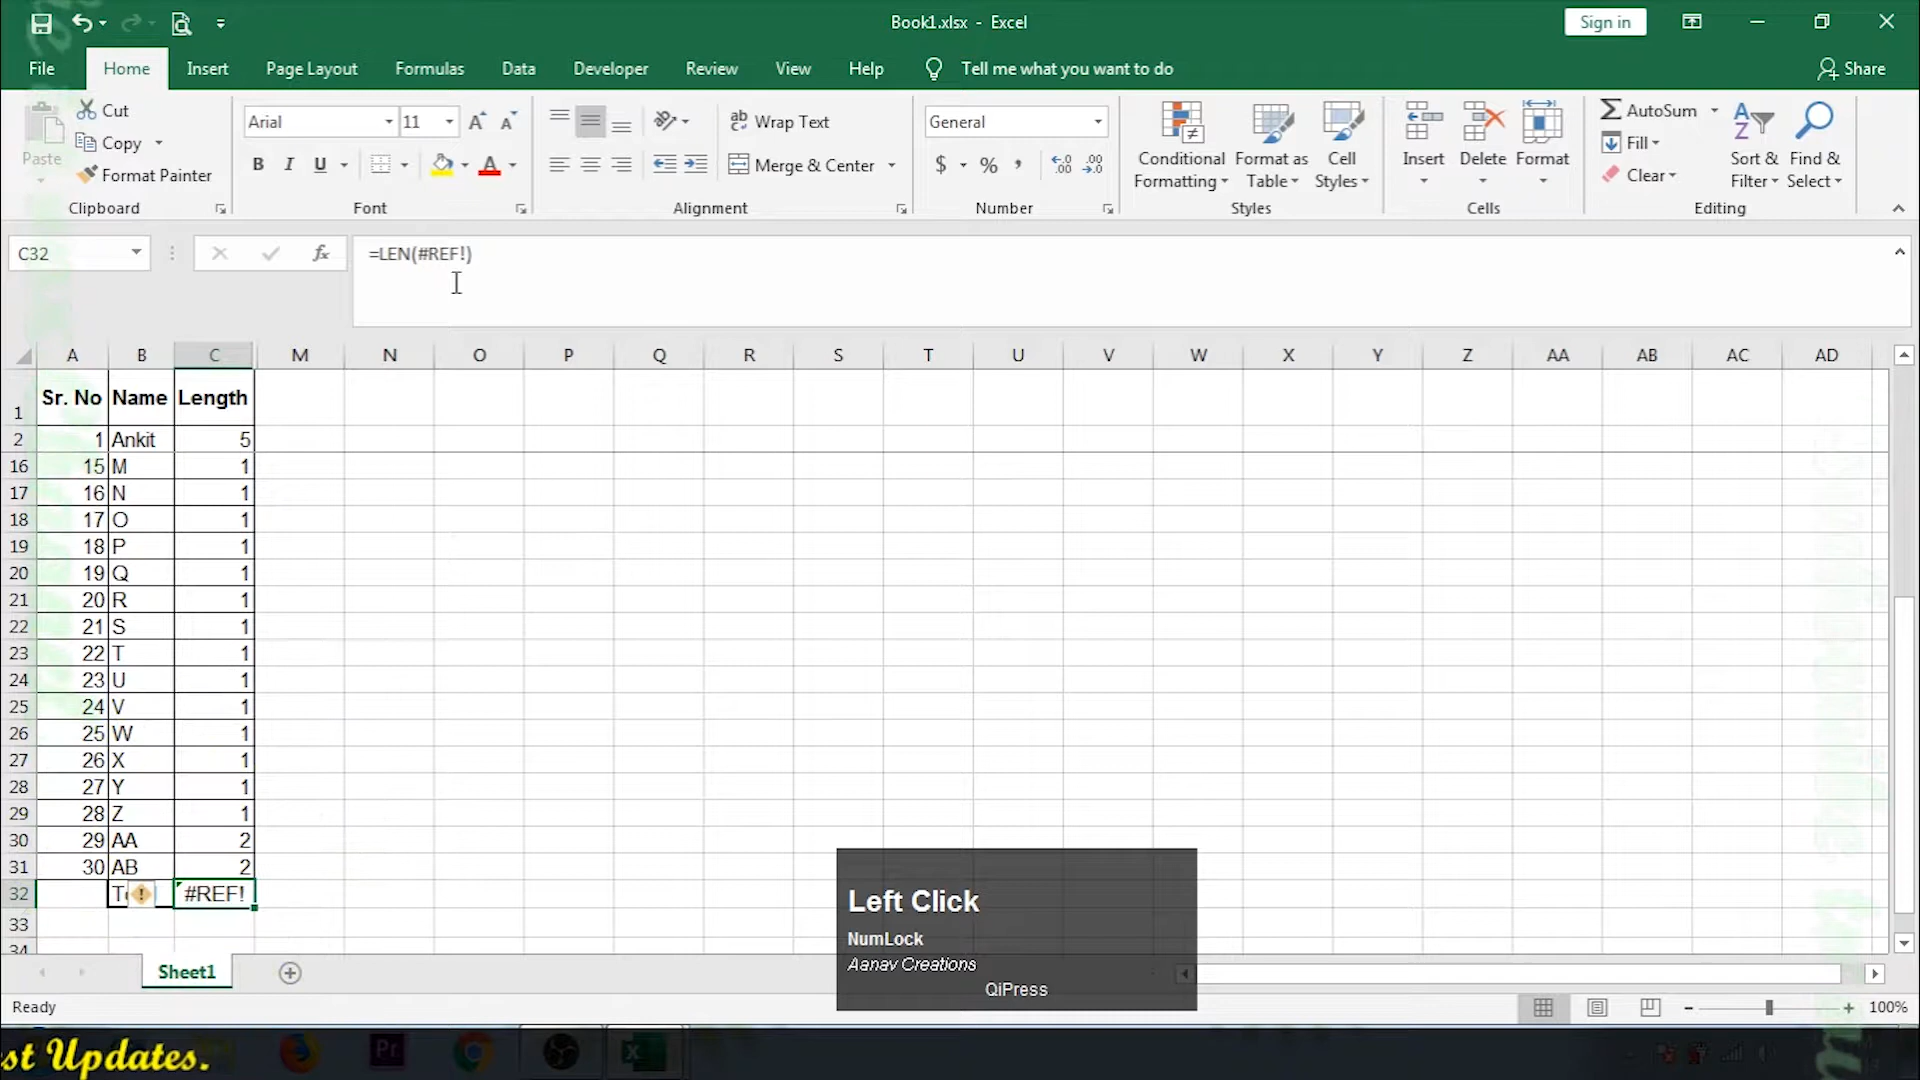 Book1.xlsx - Excel
Sign in
File Home Insert Page Layout Formulas Data Developer Review View Help Tell me what you want to do Share
Paste
Cut
Copy
Format Painter
Clipboard
Arial 11
B I U
Font
Wrap Text
Merge & Center
Alignment
General
$ % ,
Number
Conditional Formatting
Format as Table
Cell Styles
Styles
Insert Delete Format
Cells
AutoSum
Fill
Clear
Sort & Filter
Find & Select
Editing
C32 fx =LEN(#REF!)
A B C M N O P Q R S T U V W X Y Z AA AB AC AD
1 Sr. No Name Length
2 1 Ankit 5
16 15 M 1
17 16 N 1
18 17 O 1
19 18 P 1
20 19 Q 1
21 20 R 1
22 21 S 1
23 22 T 1
24 23 U 1
25 24 V 1
26 25 W 1
27 26 X 1
28 27 Y 1
29 28 Z 1
30 29 AA 2
31 30 AB 2
32 #REF!
33
34
Left Click
NumLock
Aanav Creations
QiPress
Sheet1
Ready
100%
st Updates.